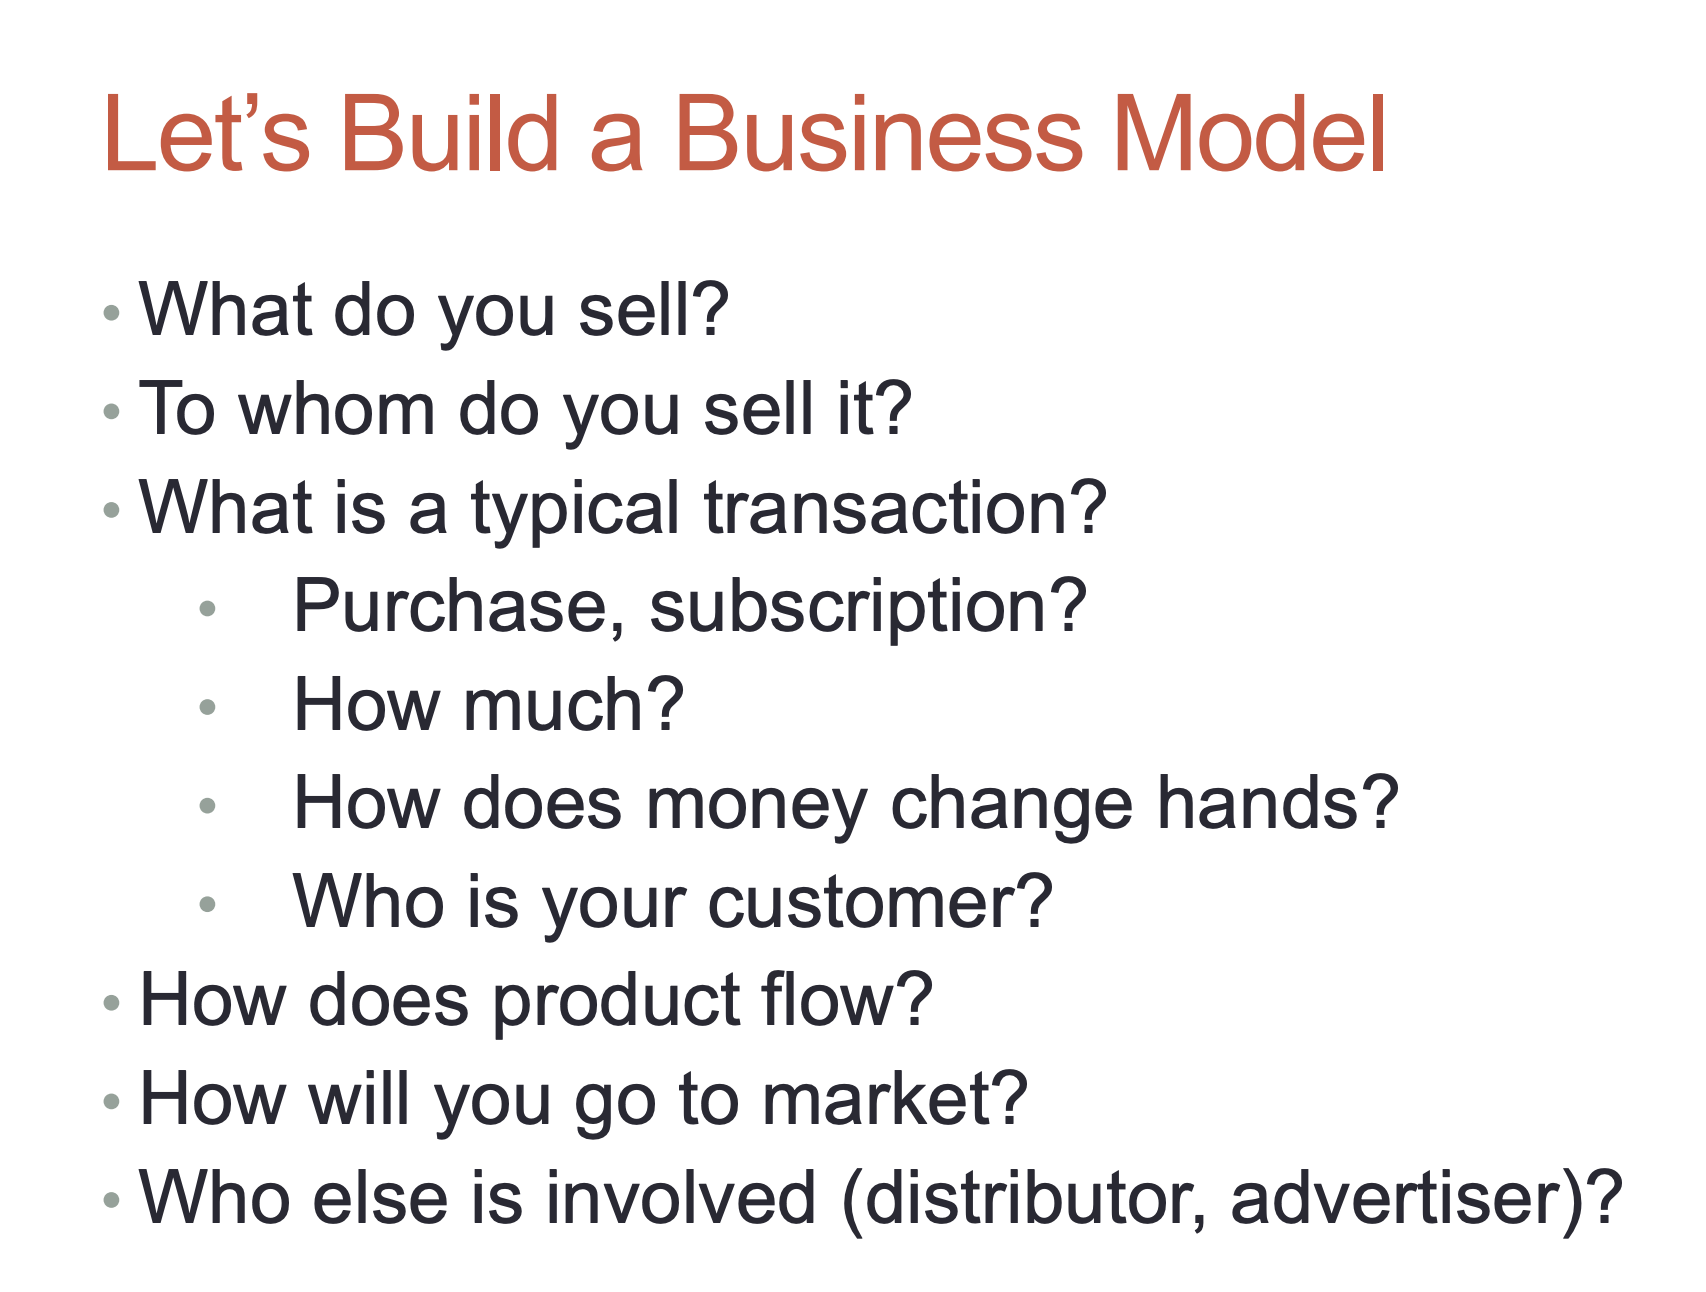 Let’s Build a Business Model
• What do you sell?
• To whom do you sell it?
• What is a typical transaction?
• Purchase, subscription?
• How much?
• How does money change hands?
• Who is your customer?
• How does product flow?
• How will you go to market?
• Who else is involved (distributor, advertiser)?